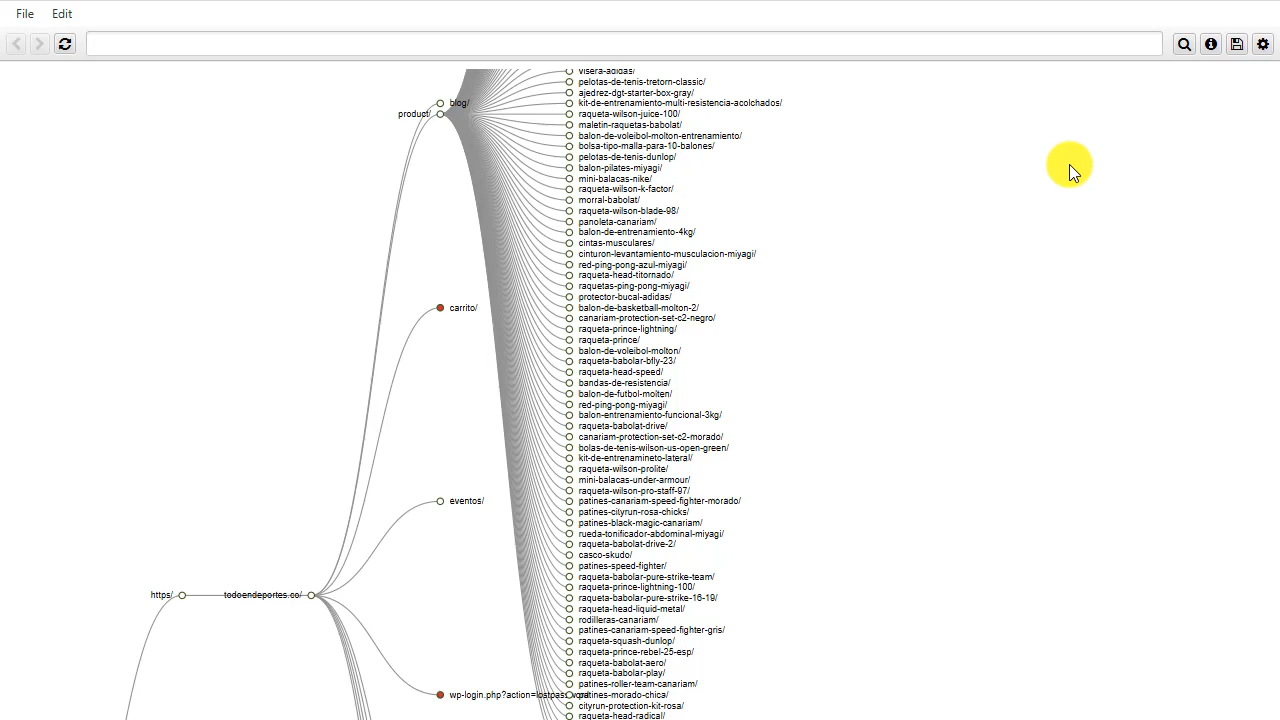 File Edit
visera-adidas/
pelotas-de-tenis-tretorn-classic/
ajedrez-dgt-starter-box-gray/
blog/
kit-de-entrenamiento-multi-resistencia-acolchados/
product/
raqueta-wilson-juice-100/
maletin-raquetas-babolat/
balon-de-voleibol-molton-entrenamiento/
bolsa-tipo-malla-para-10-balones/
pelotas-de-tenis-dunlop/
balon-pilates-miyagi/
mini-balacas-nike/
raqueta-wilson-k-factor/
morral-babolat/
raqueta-wilson-blade-98/
panoleta-canariam/
balon-de-entrenamiento-4kg/
cintas-musculares/
cinturon-levantamiento-musculacion-miyagi/
red-ping-pong-azul-miyagi/
raqueta-head-titornado/
raquetas-ping-pong-miyagi/
protector-bucal-adidas/
carrito/
balon-de-basketball-molton-2/
canariam-protection-set-c2-negro/
raqueta-prince-lightning/
raqueta-prince/
balon-de-voleibol-molton/
raqueta-babolar-bfly-23/
raqueta-head-speed/
bandas-de-resistencia/
balon-de-futbol-molten/
red-ping-pong-miyagi/
balon-entrenamiento-funcional-3kg/
raqueta-babolat-drive/
canariam-protection-set-c2-morado/
bolas-de-tenis-wilson-us-open-green/
kit-de-entrenamineto-lateral/
raqueta-wilson-prolite/
mini-balacas-under-armour/
raqueta-wilson-pro-staff-97/
eventos/
patines-canariam-speed-fighter-morado/
patines-cityrun-rosa-chicks/
patines-black-magic-canariam/
rueda-tonificador-abdominal-miyagi/
raqueta-babolat-drive-2/
casco-skudo/
patines-speed-fighter/
raqueta-babolar-pure-strike-team/
raqueta-prince-lightning-100/
https/
todoendeportes.co/
raqueta-babolar-pure-strike-16-19/
raqueta-head-liquid-metal/
rodilleras-canariam/
patines-canariam-speed-fighter-gris/
raqueta-squash-dunlop/
raqueta-prince-rebel-25-esp/
raqueta-babolat-aero/
raqueta-babolat-play/
patines-roller-team-canariam/
wp-login.php?action=lostpassword/
patines-morado-chica/
cityrun-protection-kit-rosa/
raqueta-head-radical/